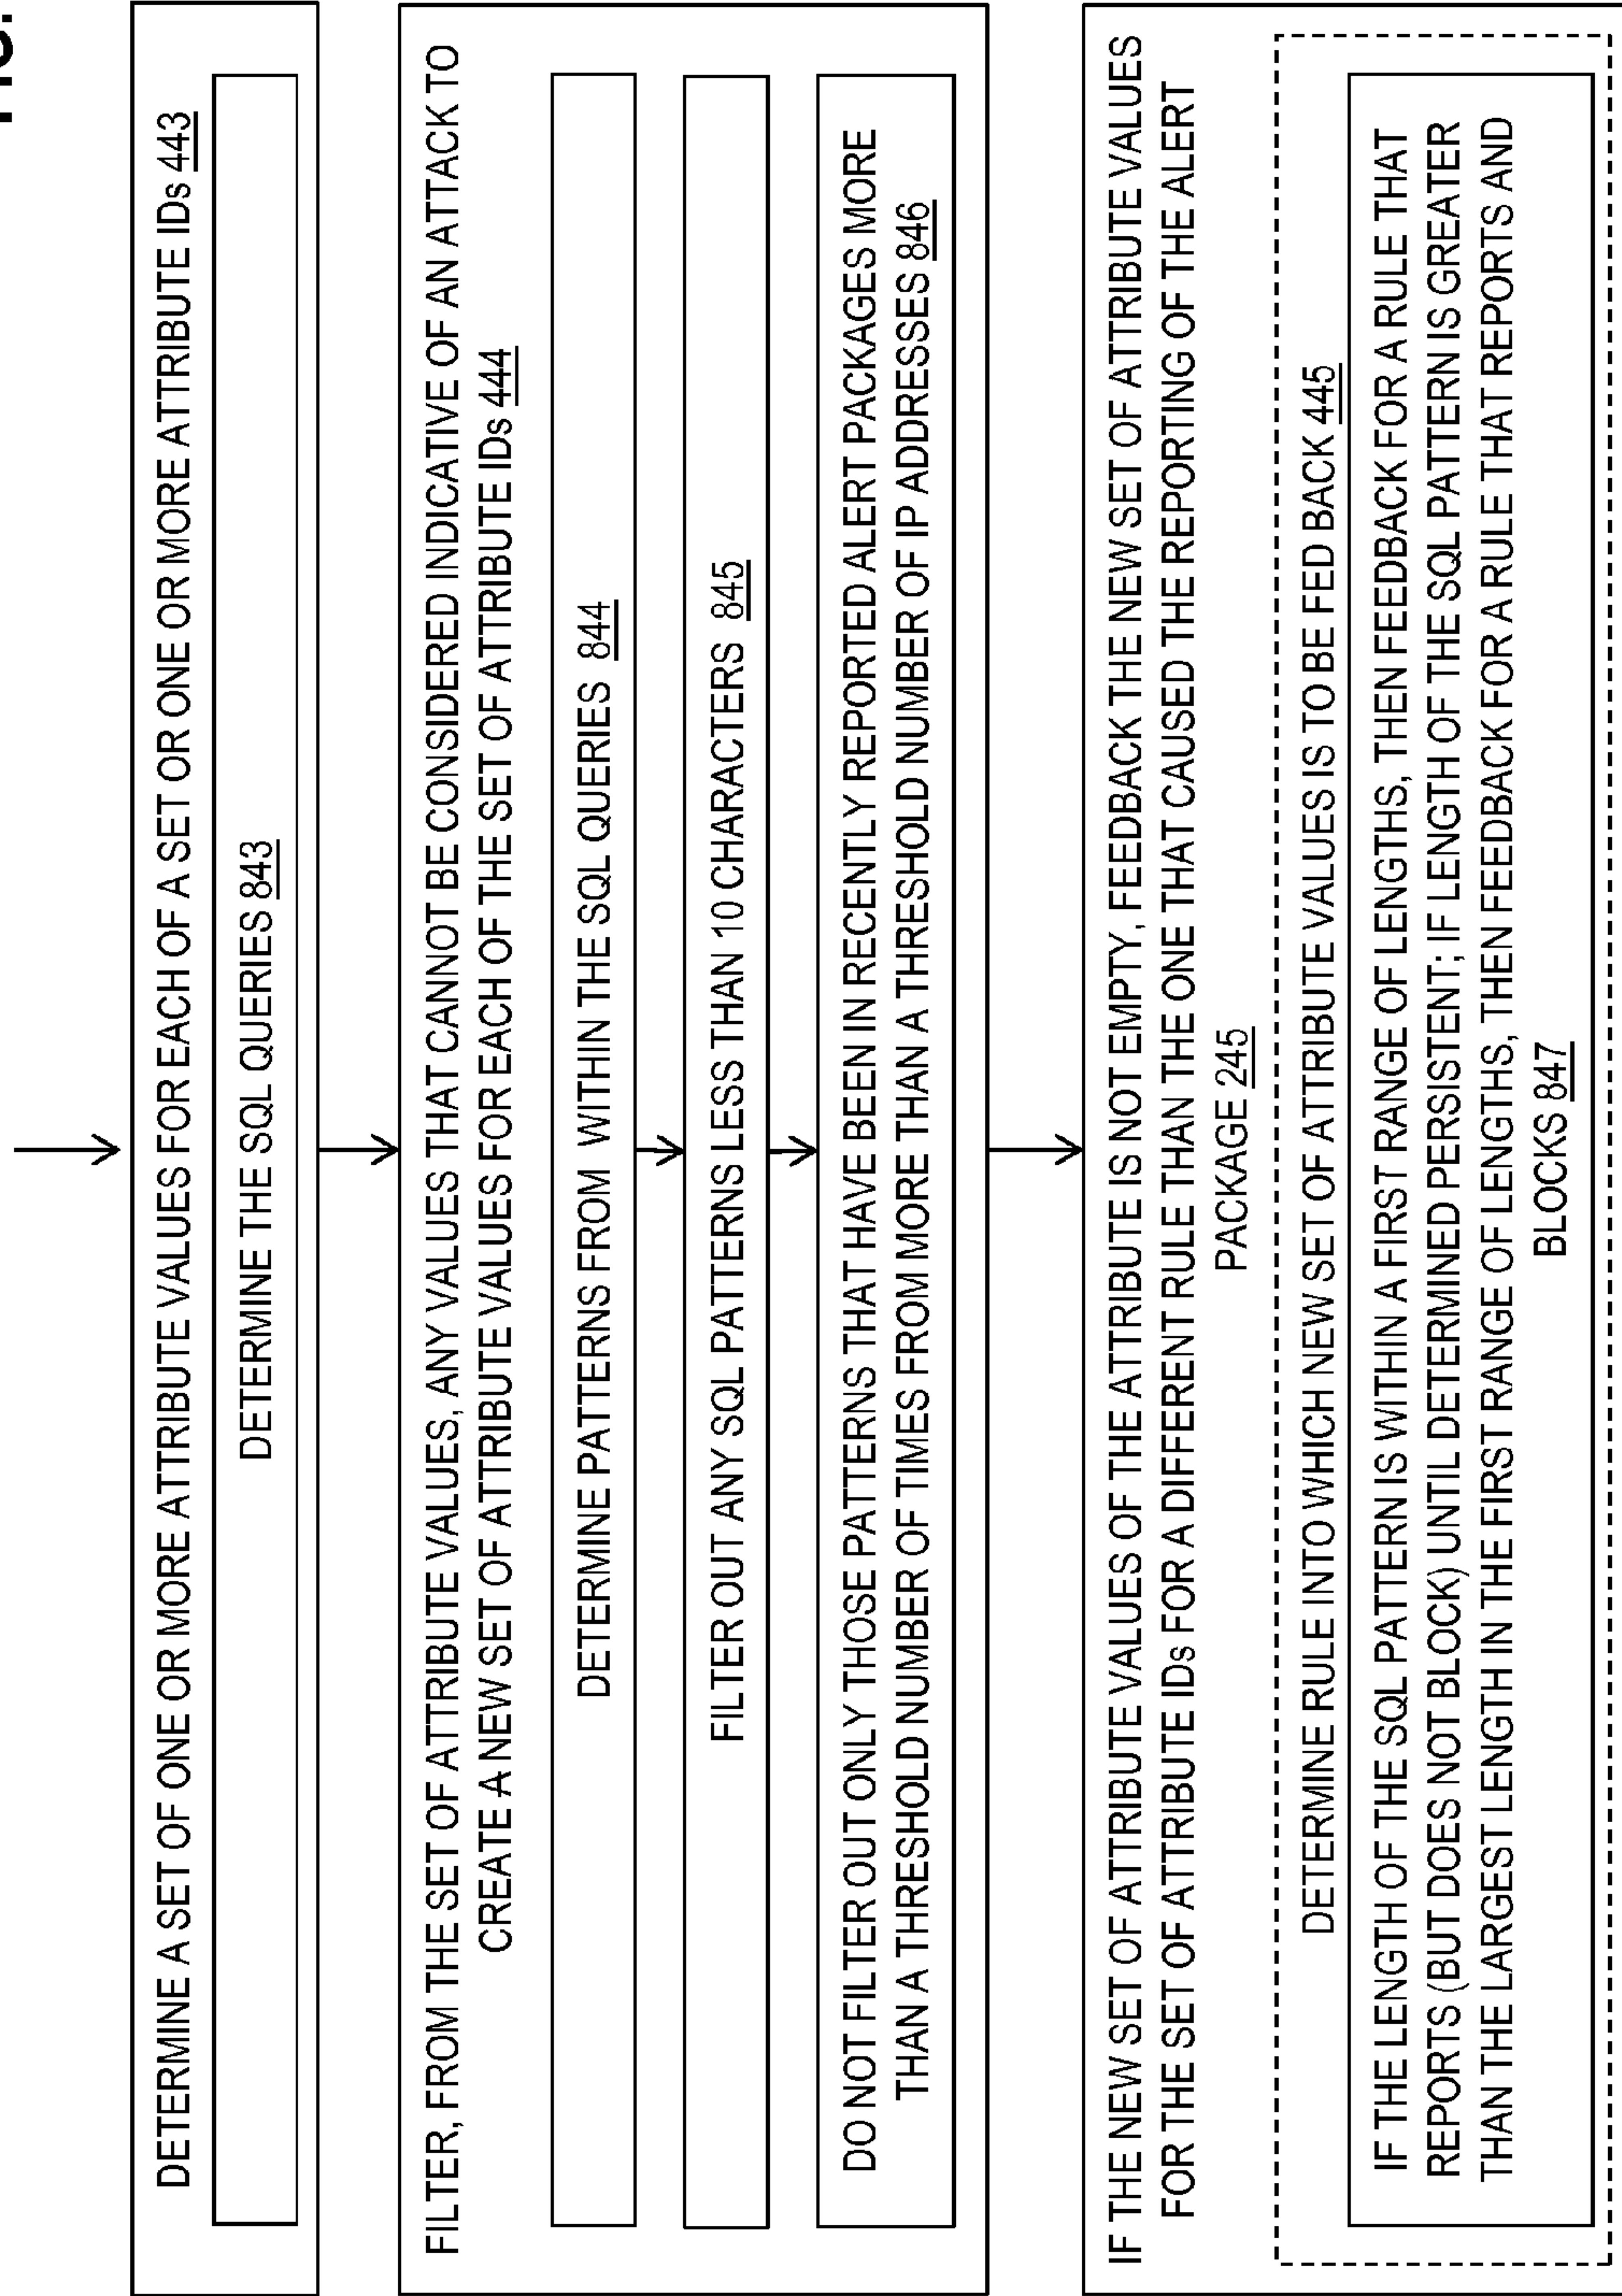 DETERMINE A SET OF ONE OR MORE ATTRIBUTE VALUES FOR EACH OF A SET OR ONE OR MORE ATTRIBUTE IDs 443
DETERMINE THE SQL QUERIES 843
FILTER, FROM THE SET OF ATTRIBUTE VALUES, ANY VALUES THAT CANNOT BE CONSIDERED INDICATIVE OF AN ATTACK TO
CREATE A NEW SET OF ATTRIBUTE VALUES FOR EACH OF THE SET OF ATTRIBUTE IDs 444
DETERMINE PATTERNS FROM WITHIN THE SQL QUERIES 844
FILTER OUT ANY SQL PATTERNS LESS THAN 10 CHARACTERS 845
DO NOT FILTER OUT ONLY THOSE PATTERNS THAT HAVE BEEN IN RECENTLY REPORTED ALERT PACKAGES MORE
THAN A THRESHOLD NUMBER OF TIMES FROM MORE THAN A THRESHOLD NUMBER OF IP ADDRESSES 846
IF THE NEW SET OF ATTRIBUTE VALUES OF THE ATTRIBUTE IS NOT EMPTY, FEEDBACK THE NEW SET OF ATTRIBUTE VALUES
FOR THE SET OF ATTRIBUTE IDs FOR A DIFFERENT RULE THAN THE ONE THAT CAUSED THE REPORTING OF THE ALERT
PACKAGE 245
DETERMINE RULE INTO WHICH NEW SET OF ATTRIBUTE VALUES IS TO BE FED BACK 445
IF THE LENGTH OF THE SQL PATTERN IS WITHIN A FIRST RANGE OF LENGTHS, THEN FEEDBACK FOR A RULE THAT
REPORTS (BUT DOES NOT BLOCK) UNTIL DETERMINED PERSISTENT; IF LENGTH OF THE SQL PATTERN IS GREATER
THAN THE LARGEST LENGTH IN THE FIRST RANGE OF LENGTHS, THEN FEEDBACK FOR A RULE THAT REPORTS AND
BLOCKS 847